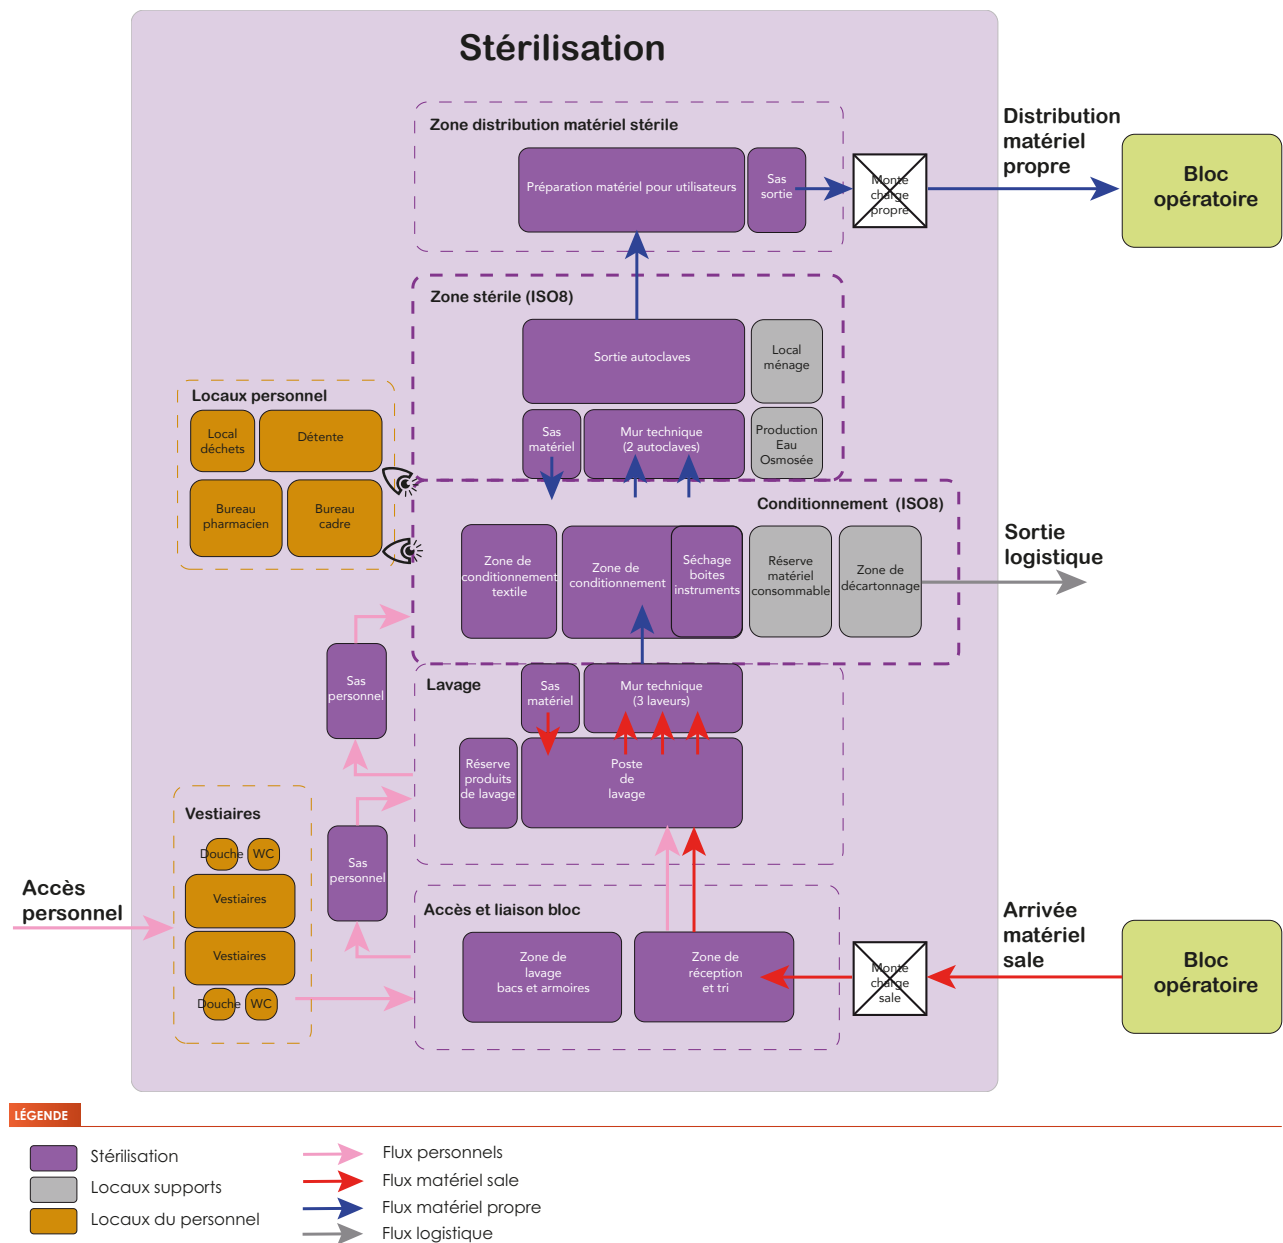 Stérilisation
Zone distribution matériel stérile
Préparation matériel pour utilisateurs
Sas
sortie
Monte
charge
propre
Distribution
matériel
propre
Bloc
opératoire
Zone stérile (ISO8)
Sortie autoclaves
Local
ménage
Sas
matériel
Mur technique
(2 autoclaves)
Production
Eau
Osmosée
Locaux personnel
Local
déchets
Détente
Bureau
pharmacien
Bureau
cadre
Conditionnement (ISO8)
Zone de
conditionnement
textile
Zone de
conditionnement
Séchage
boites
instruments
Réserve
matériel
consommable
Zone de
décartonnage
Sortie
logistique
Sas
personnel
Lavage
Sas
matériel
Mur technique
(3 laveurs)
Réserve
produits
de lavage
Poste
de
lavage
Vestiaires
Douche
WC
Vestiaires
Vestiaires
Douche
WC
Sas
personnel
Accès
personnel
Accès et liaison bloc
Zone de
lavage
bacs et armoires
Zone de
réception
et tri
Monte
charge
sale
Arrivée
matériel
sale
Bloc
opératoire
LÉGENDE
Stérilisation
Locaux supports
Locaux du personnel
Flux personnels
Flux matériel sale
Flux matériel propre
Flux logistique